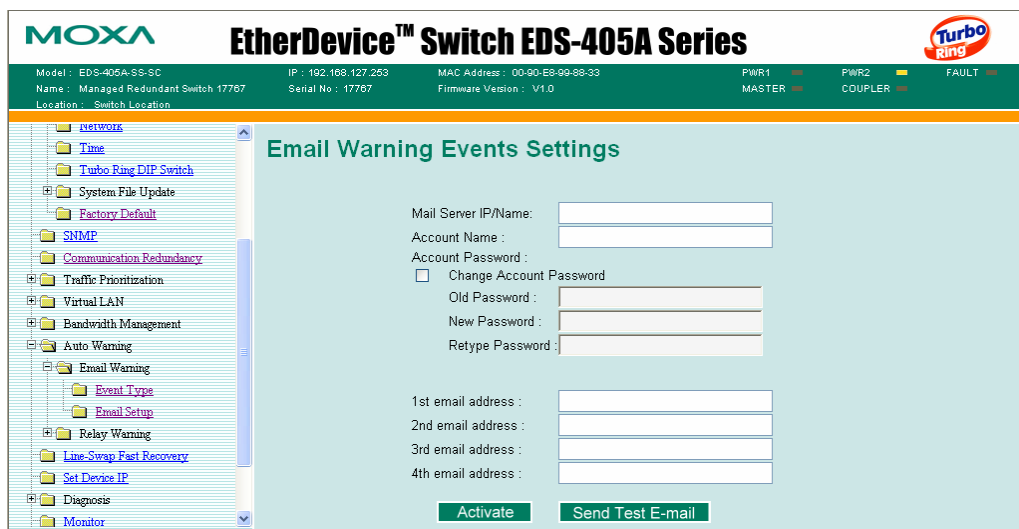 MOXA EtherDevice™ Switch EDS-405A Series Turbo Ring
Model : EDS-405A-SS-SC IP : 192.168.127.253 MAC Address : 00-90-E8-99-88-33 PWR1 PWR2 FAULT
Name : Managed Redundant Switch 17767 Serial No : 17767 Firmware Version : V1.0 MASTER COUPLER
Location : Switch Location
Network
Time
Turbo Ring DIP Switch
System File Update
Factory Default
SNMP
Communication Redundancy
Traffic Prioritization
Virtual LAN
Bandwidth Management
Auto Warning
Email Warning
Event Type
Email Setup
Relay Warning
Line-Swap Fast Recovery
Set Device IP
Diagnosis
Monitor
Email Warning Events Settings
Mail Server IP/Name:
Account Name :
Account Password :
Change Account Password
Old Password :
New Password :
Retype Password :
1st email address :
2nd email address :
3rd email address :
4th email address :
Activate Send Test E-mail